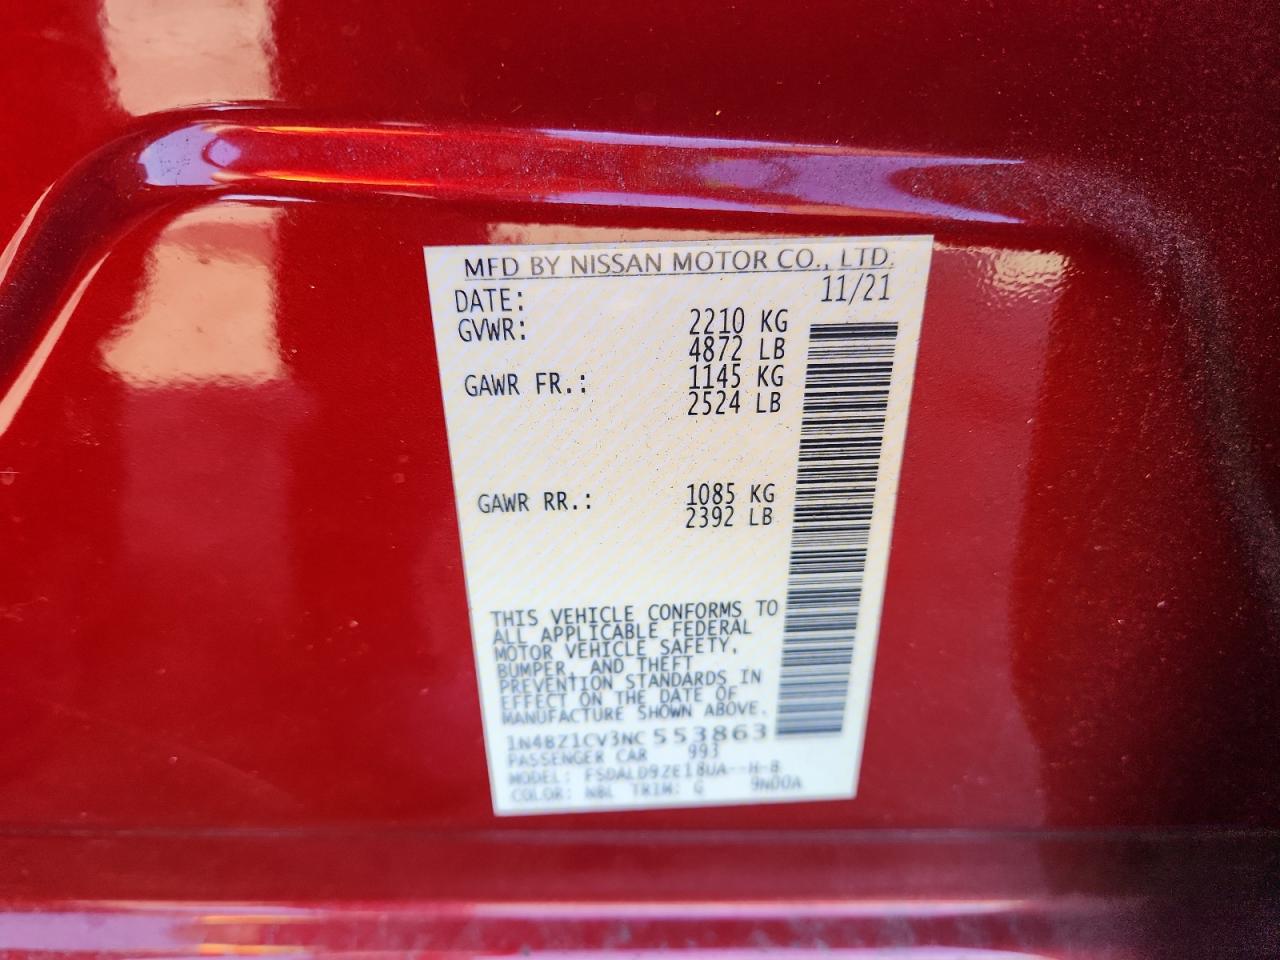 MFD BY NISSAN MOTOR CO., LTD.
DATE: 11/21
GVWR: 2210 KG
4872 LB
GAWR FR.: 1145 KG
2524 LB
GAWR RR.: 1085 KG
2392 LB
THIS VEHICLE CONFORMS TO
ALL APPLICABLE FEDERAL
MOTOR VEHICLE SAFETY,
BUMPER, AND THEFT
PREVENTION STANDARDS IN
EFFECT ON THE DATE OF
MANUFACTURE SHOWN ABOVE.
1N4BZ1CV3NC553863
PASSENGER CAR 993
MODEL: FSDALD9ZE18UA--H-B
COLOR: NBL TRIM: G 9N00A